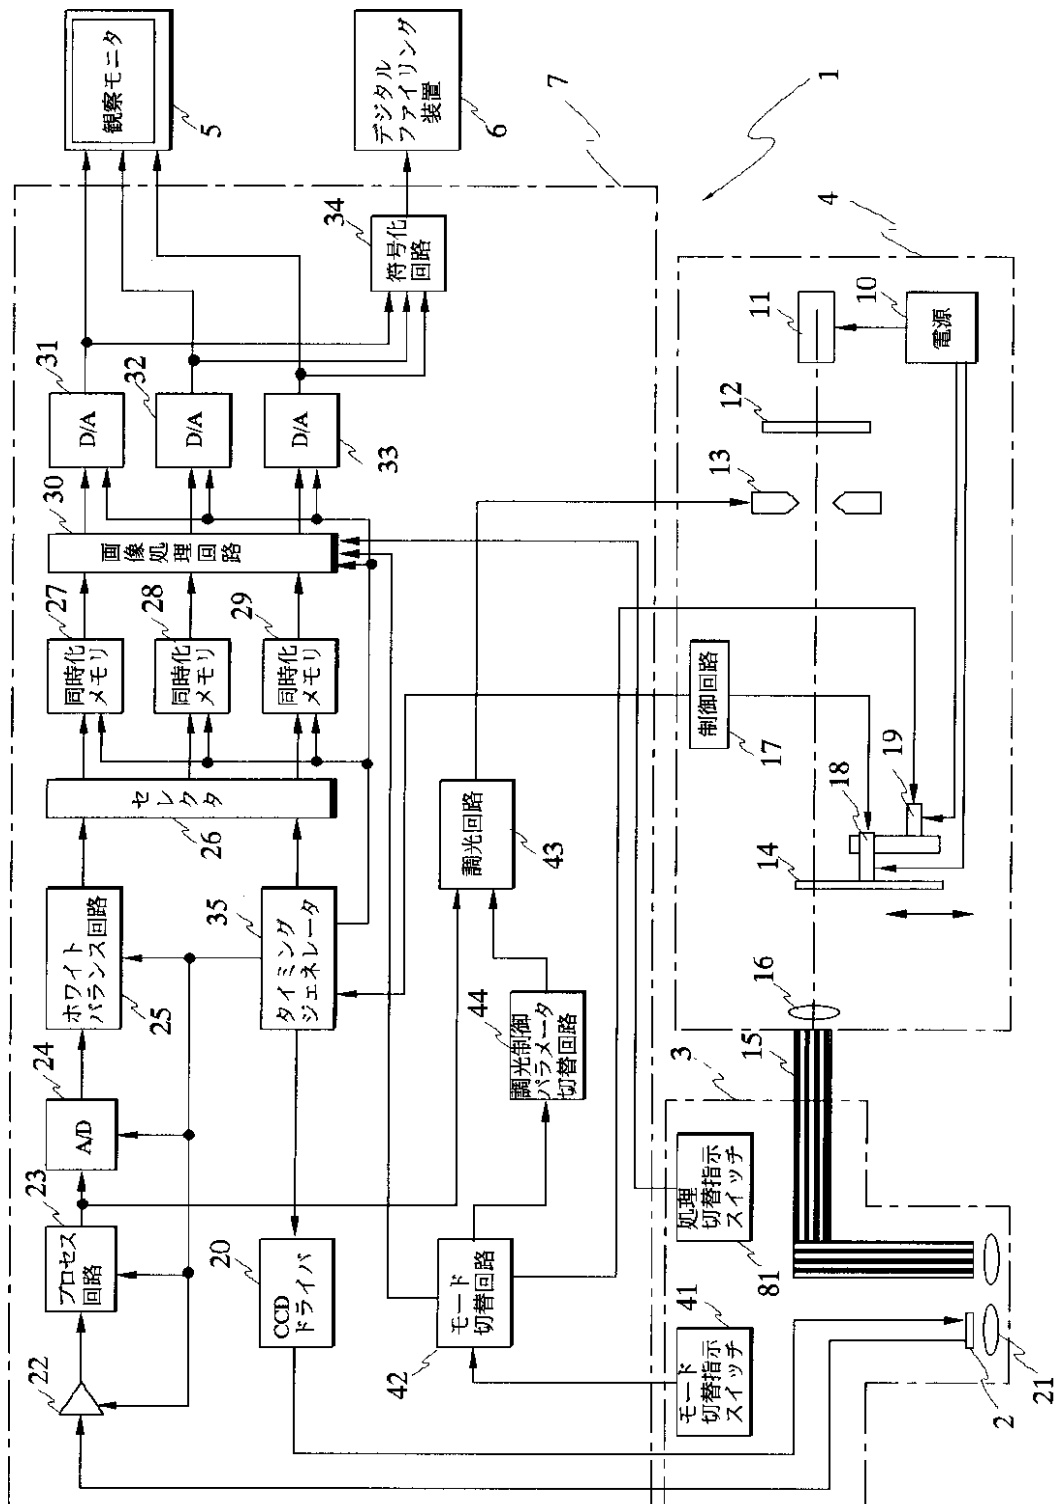 22
プロセス
回路
23
A/D
24
ホワイト
バランス回路
25
セレクタ
26
同時化
メモリ
27
同時化
メモリ
28
同時化
メモリ
29
画像処理回路
30
D/A
31
D/A
32
D/A
33
観察モニタ
5
符号化
回路
34
デジタル
ファイリング
装置
6
7
1
CCD
ドライバ
20
タイミング
ジェネレータ
35
モード
切替回路
42
調光制御
パラメータ
切替回路
44
調光回路
43
モード
切替指示
スイッチ
41
処理
切替指示
スイッチ
81
3
15
16
14
18
19
制御回路
17
13
12
11
電源
10
4
2
21